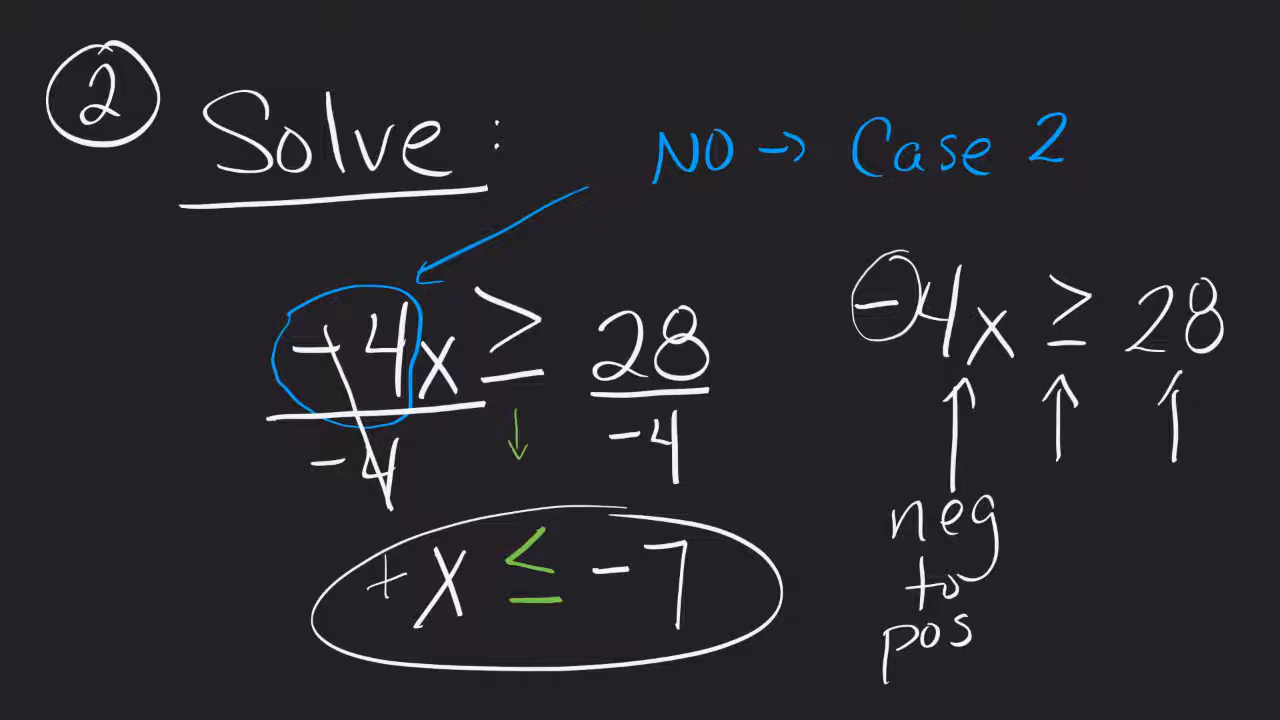 2
Solve:
NO → Case 2
-4x ≥ 28
-4 -4
+x ≤ -7
-4x ≥ 28
neg
to
pos